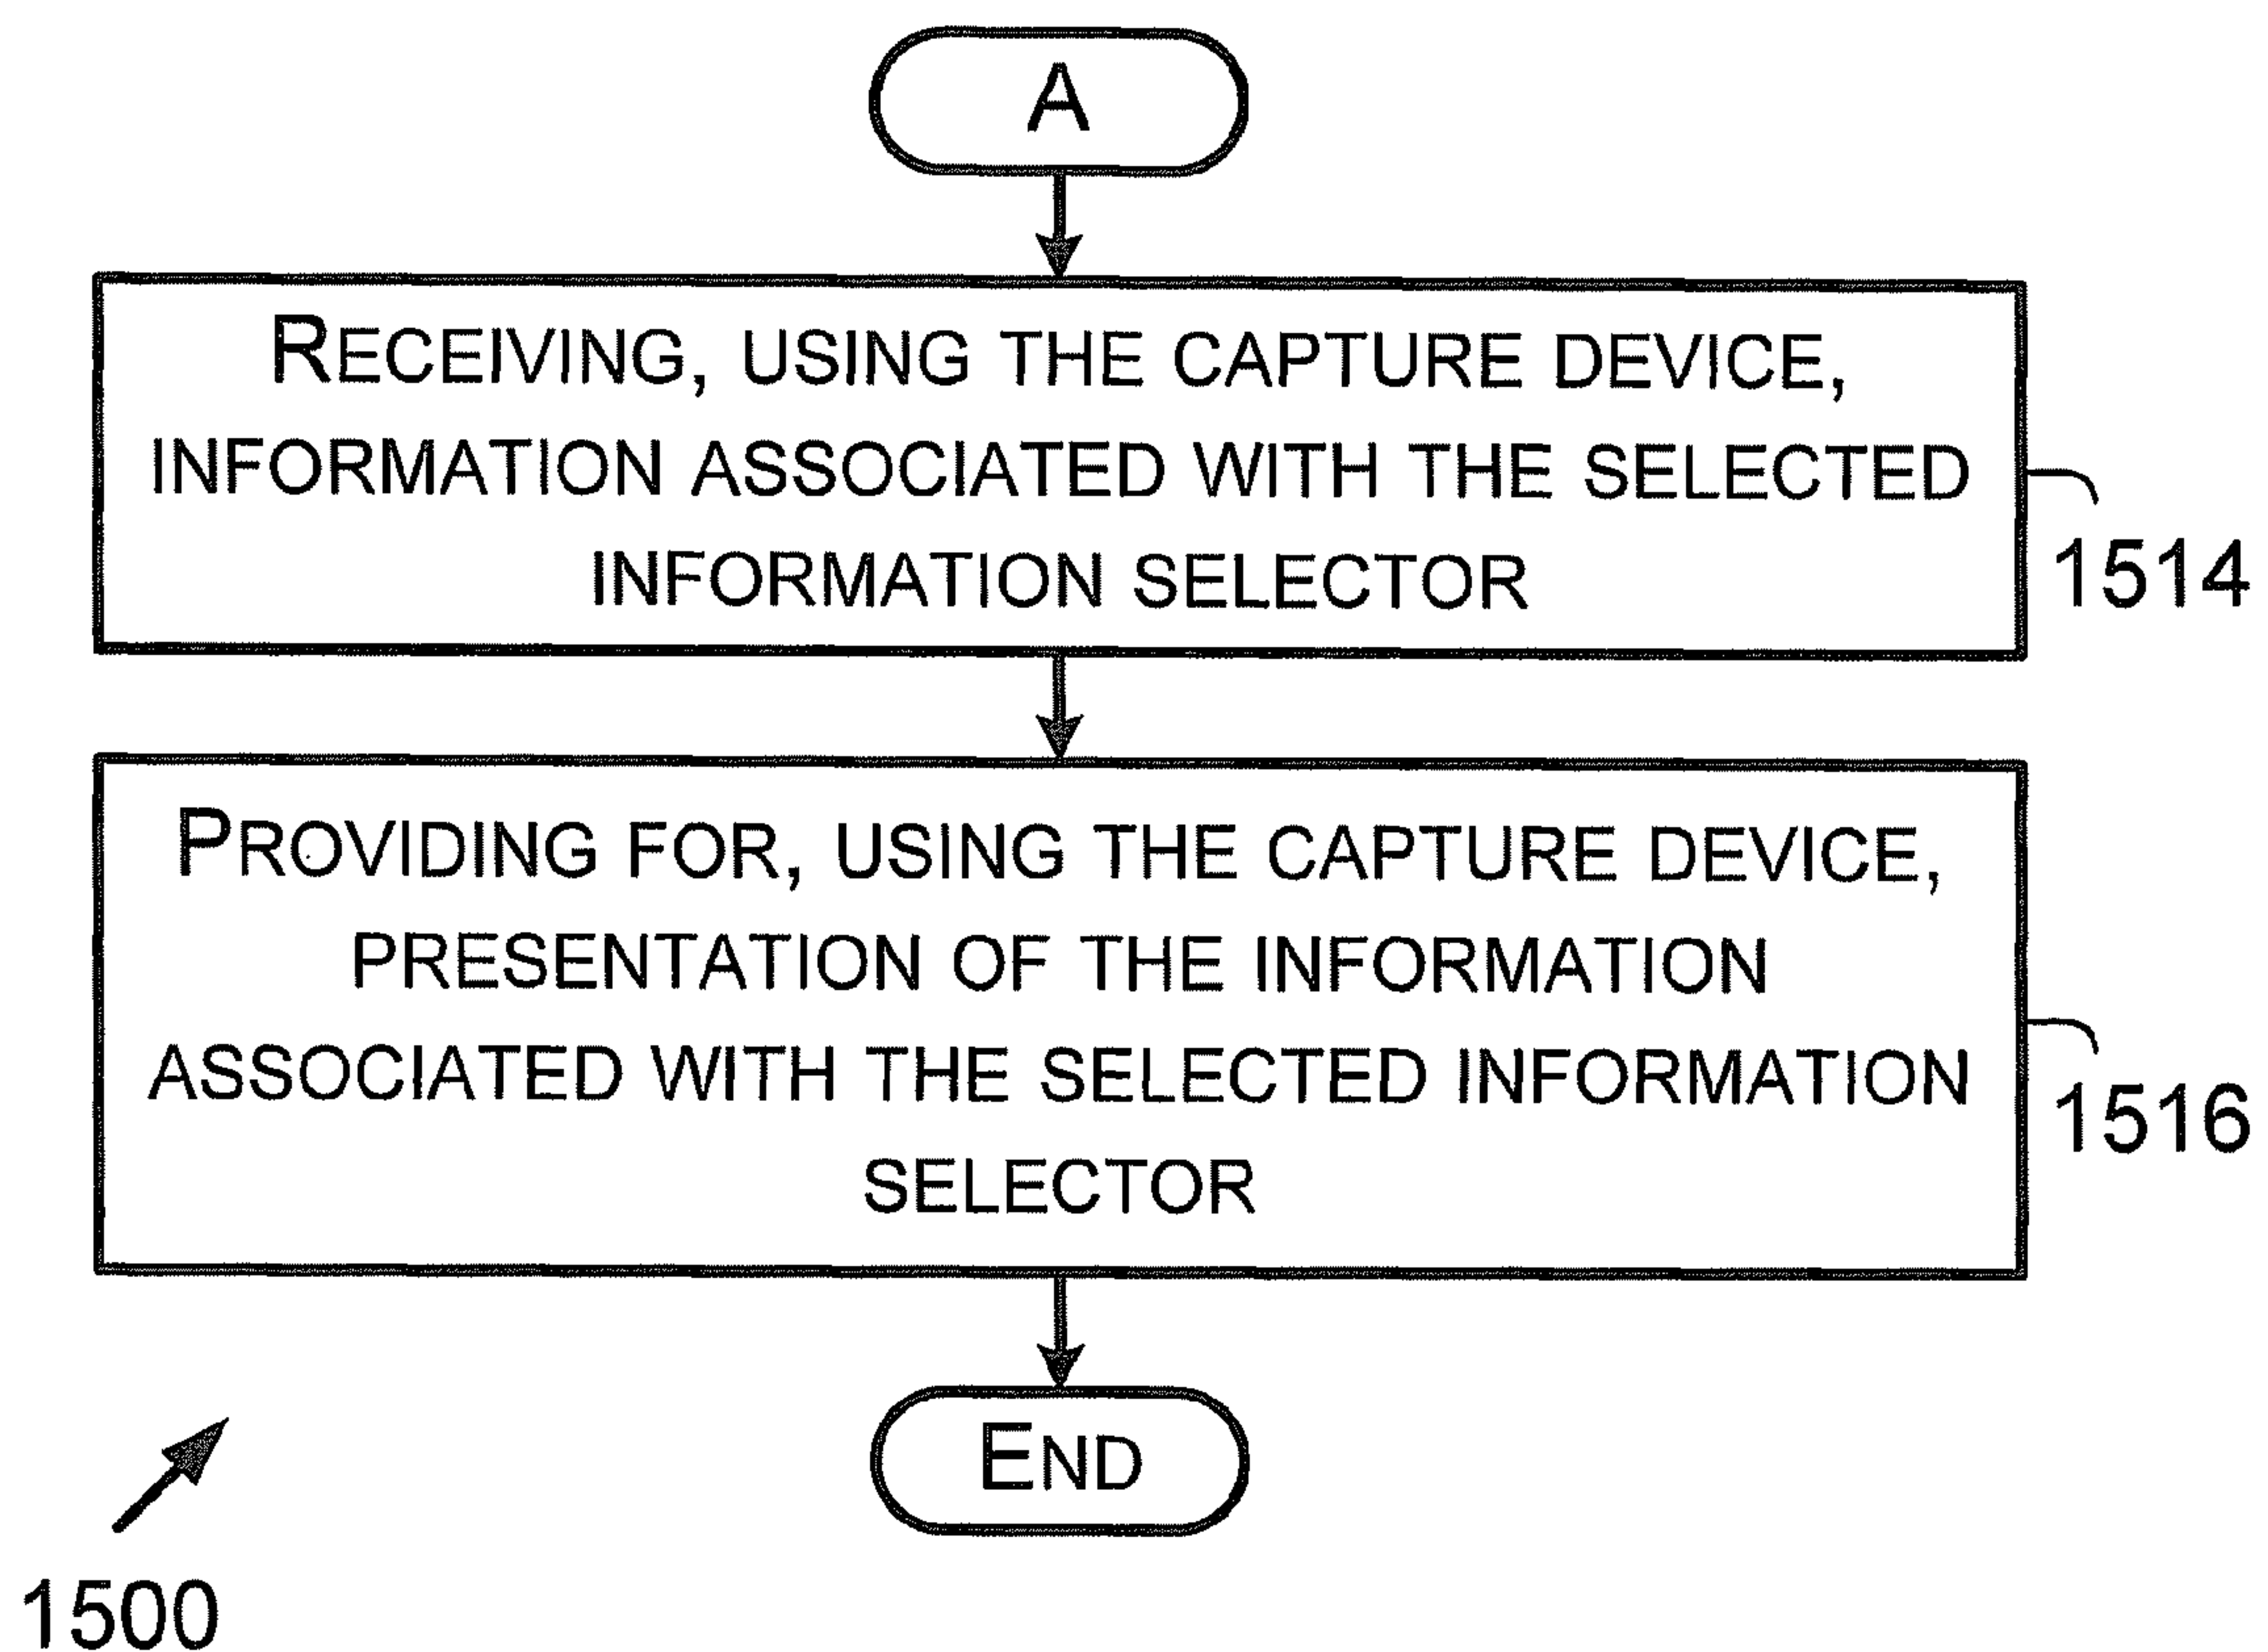 A
RECEIVING, USING THE CAPTURE DEVICE,
INFORMATION ASSOCIATED WITH THE SELECTED
INFORMATION SELECTOR
1514
PROVIDING FOR, USING THE CAPTURE DEVICE,
PRESENTATION OF THE INFORMATION
ASSOCIATED WITH THE SELECTED INFORMATION
SELECTOR
1516
END
1500